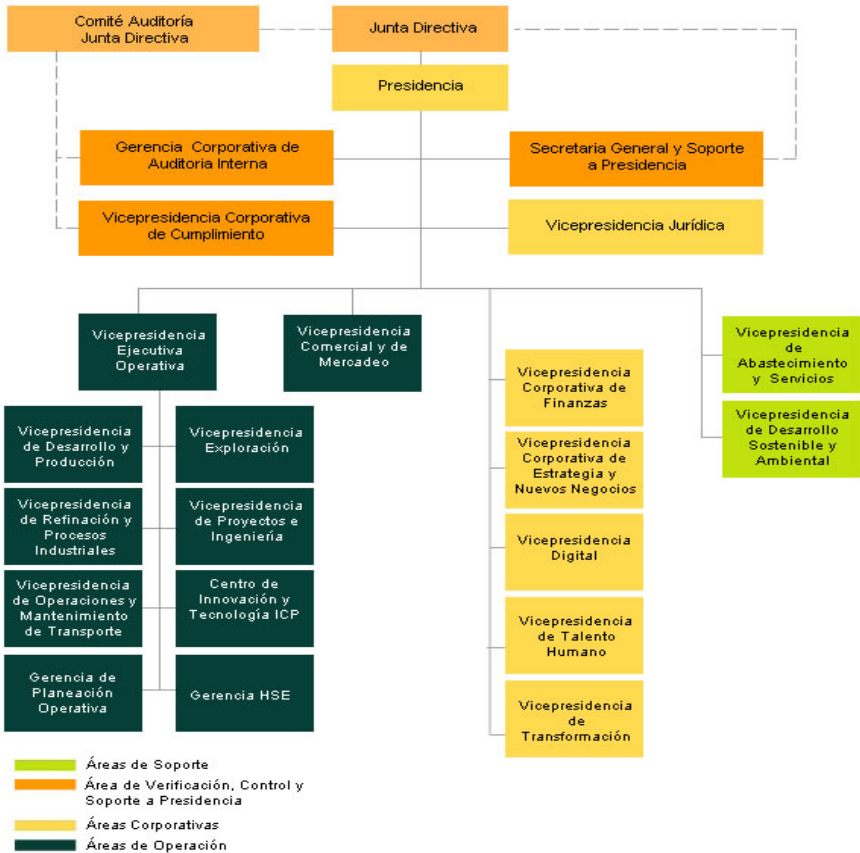 Comité Auditoría
Junta Directiva
Junta Directiva
Presidencia
Gerencia Corporativa de
Auditoria Interna
Secretaria General y Soporte
a Presidencia
Vicepresidencia Corporativa
de Cumplimiento
Vicepresidencia Jurídica
Vicepresidencia
Ejecutiva
Operativa
Vicepresidencia
Comercial y de
Mercadeo
Vicepresidencia
de
Abastecimiento
y Servicios
Vicepresidencia
Corporativa de
Finanzas
Vicepresidencia
de Desarrollo
Sostenible y
Ambiental
Vicepresidencia
de Desarrollo y
Producción
Vicepresidencia
Exploración
Vicepresidencia
Corporativa de
Estrategia y
Nuevos Negocios
Vicepresidencia
de Refinación y
Procesos
Industriales
Vicepresidencia
de Proyectos e
Ingeniería
Vicepresidencia
Digital
Vicepresidencia
de Operaciones y
Mantenimiento
de Transporte
Centro de
Innovación y
Tecnología ICP
Vicepresidencia
de Talento
Humano
Gerencia de
Planeación
Operativa
Gerencia HSE
Vicepresidencia
de
Transformación
Áreas de Soporte
Área de Verificación, Control y
Soporte a Presidencia
Áreas Corporativas
Áreas de Operación